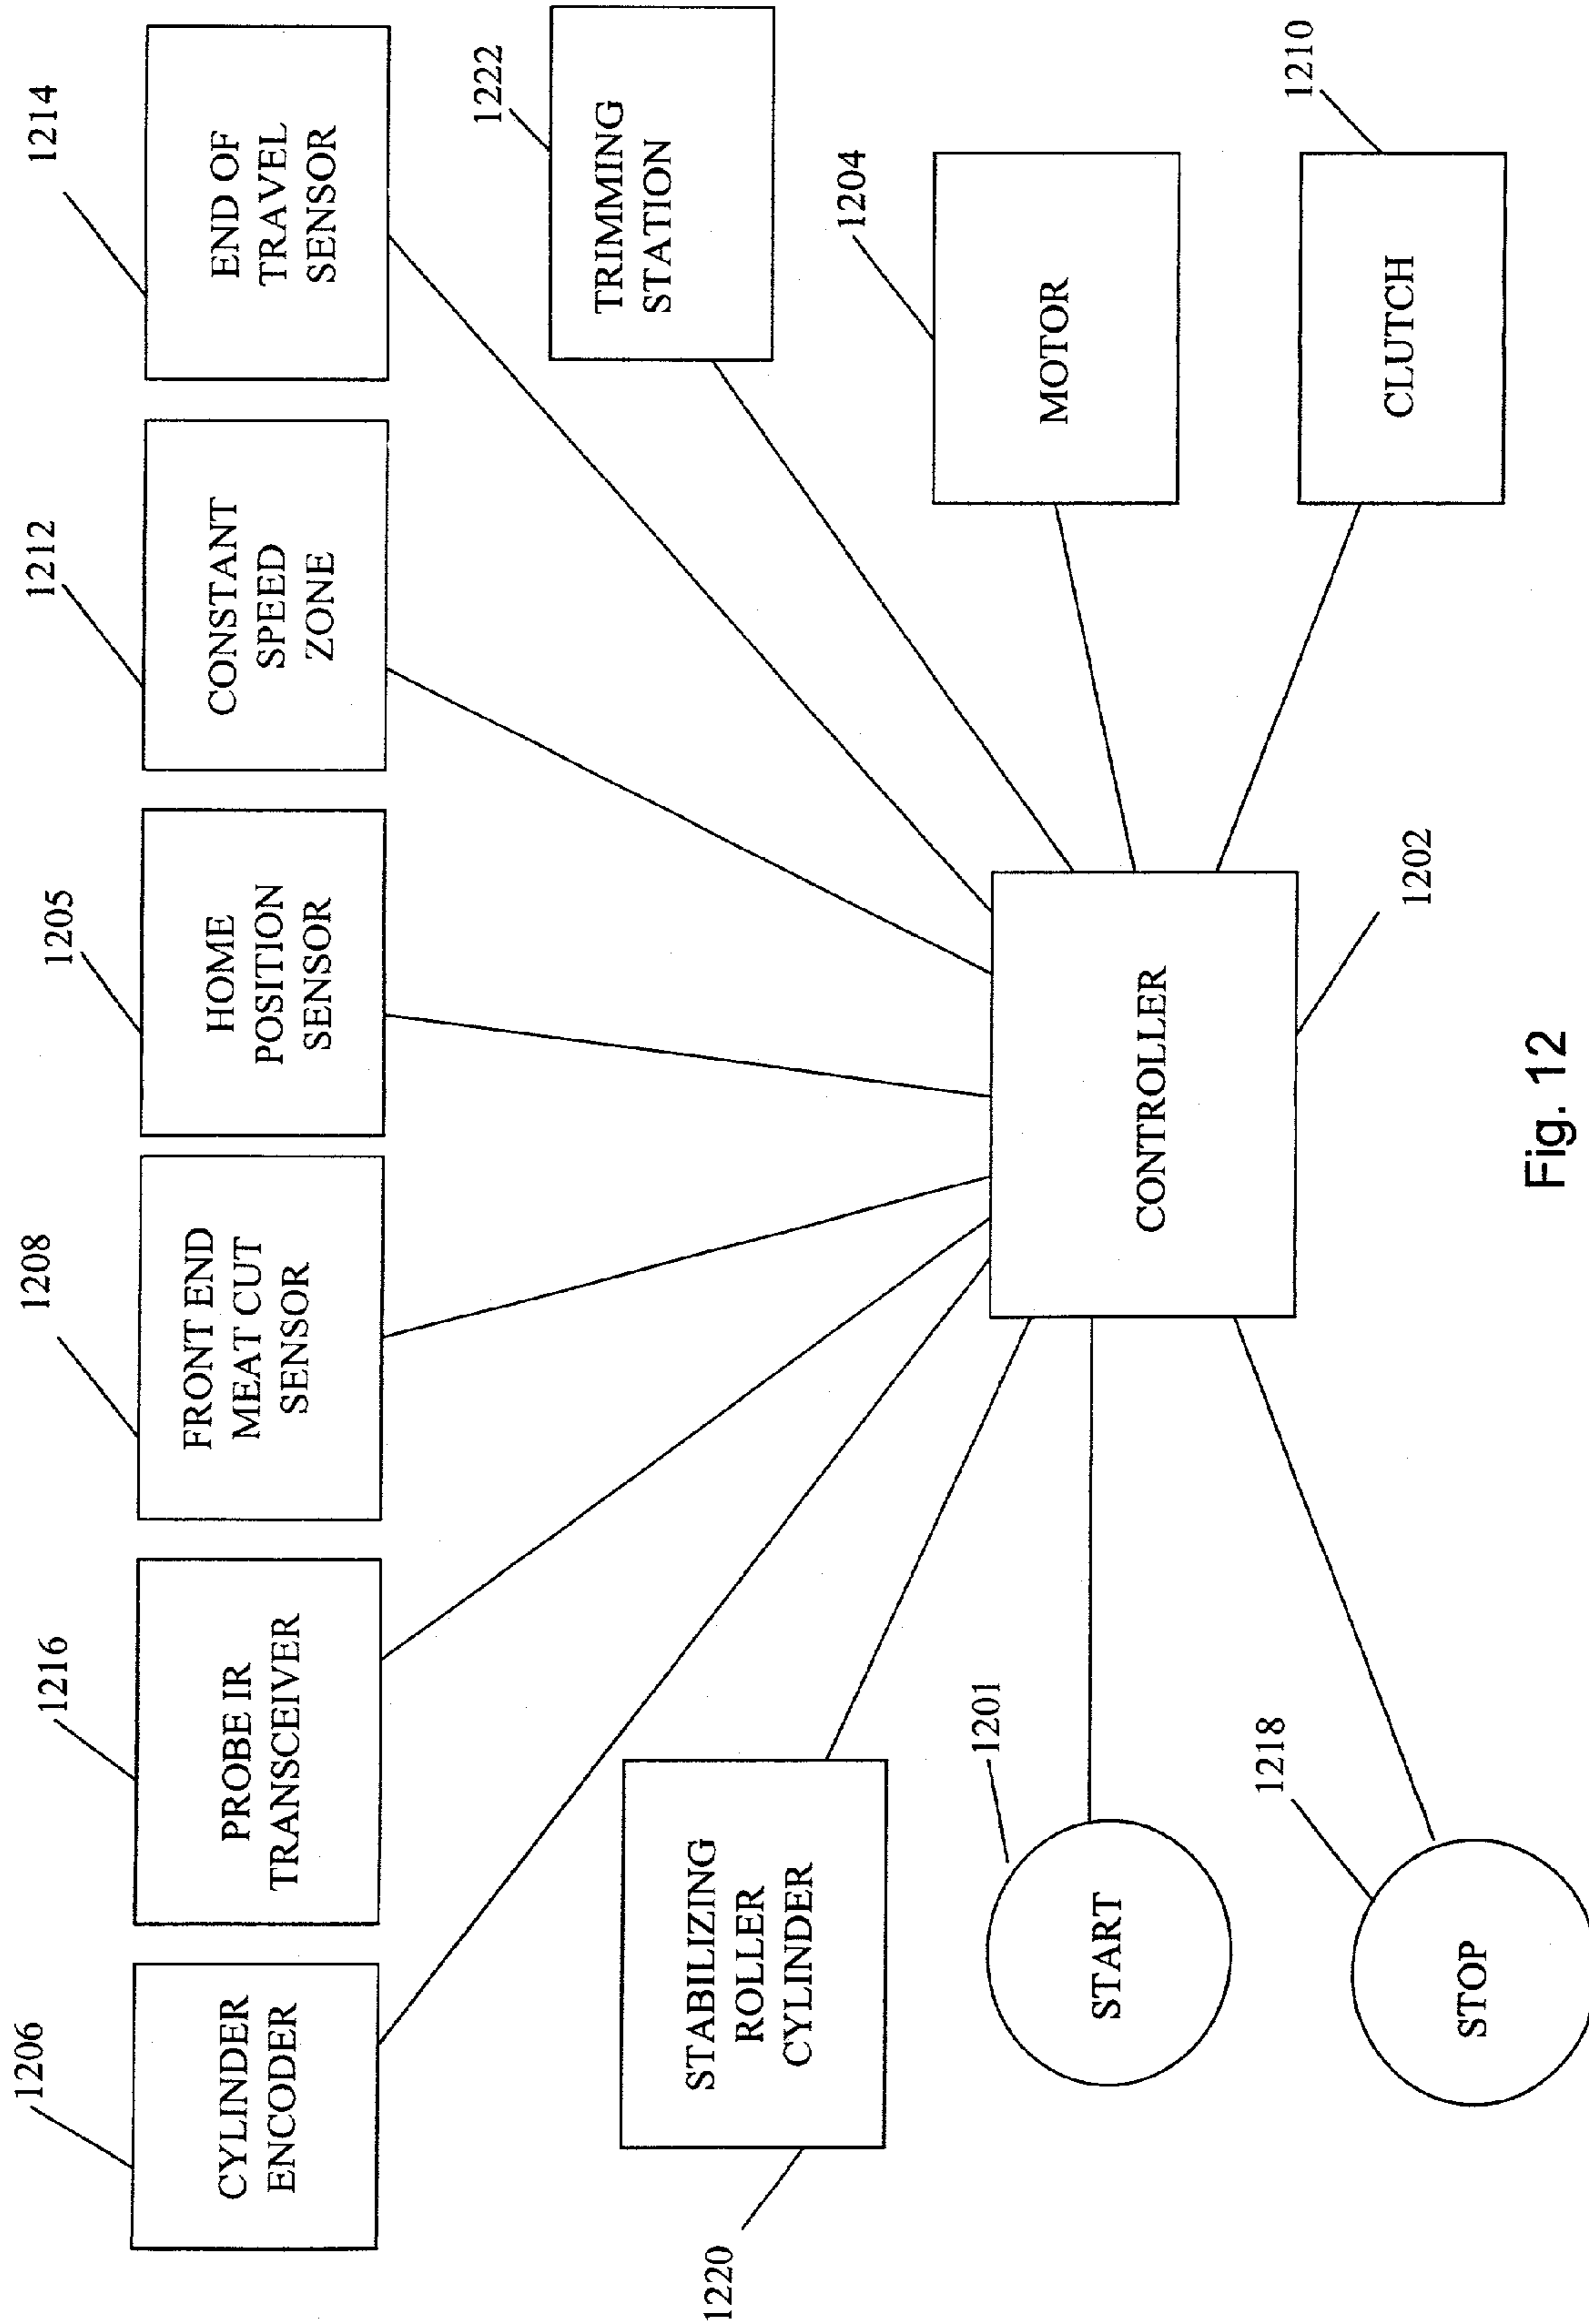 1206
CYLINDER
ENCODER
1216
PROBE IR
TRANSCEIVER
1208
FRONT END
MEAT CUT
SENSOR
1205
HOME
POSITION
SENSOR
1212
CONSTANT
SPEED
ZONE
1214
END OF
TRAVEL
SENSOR
1220
STABILIZING
ROLLER
CYLINDER
1222
TRIMMING
STATION
1201
START
1204
MOTOR
CONTROLLER
1202
1218
STOP
1210
CLUTCH
Fig. 12